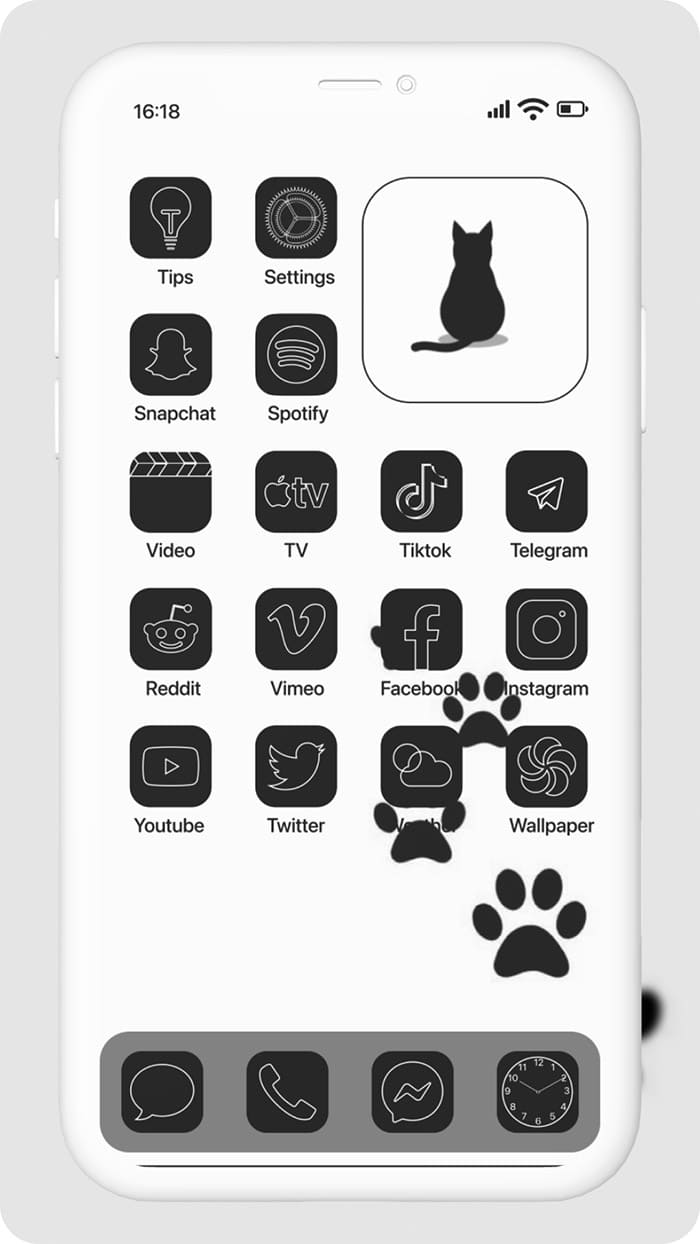 16:18
T
Tips Settings
Snapchat Spotify
tv
Video TV Tiktok Telegram
f
Reddit Vimeo Facebook Instagram
Youtube Twitter Wallpaper
12
11 1
10 2
9 3
8 4
7 5
6